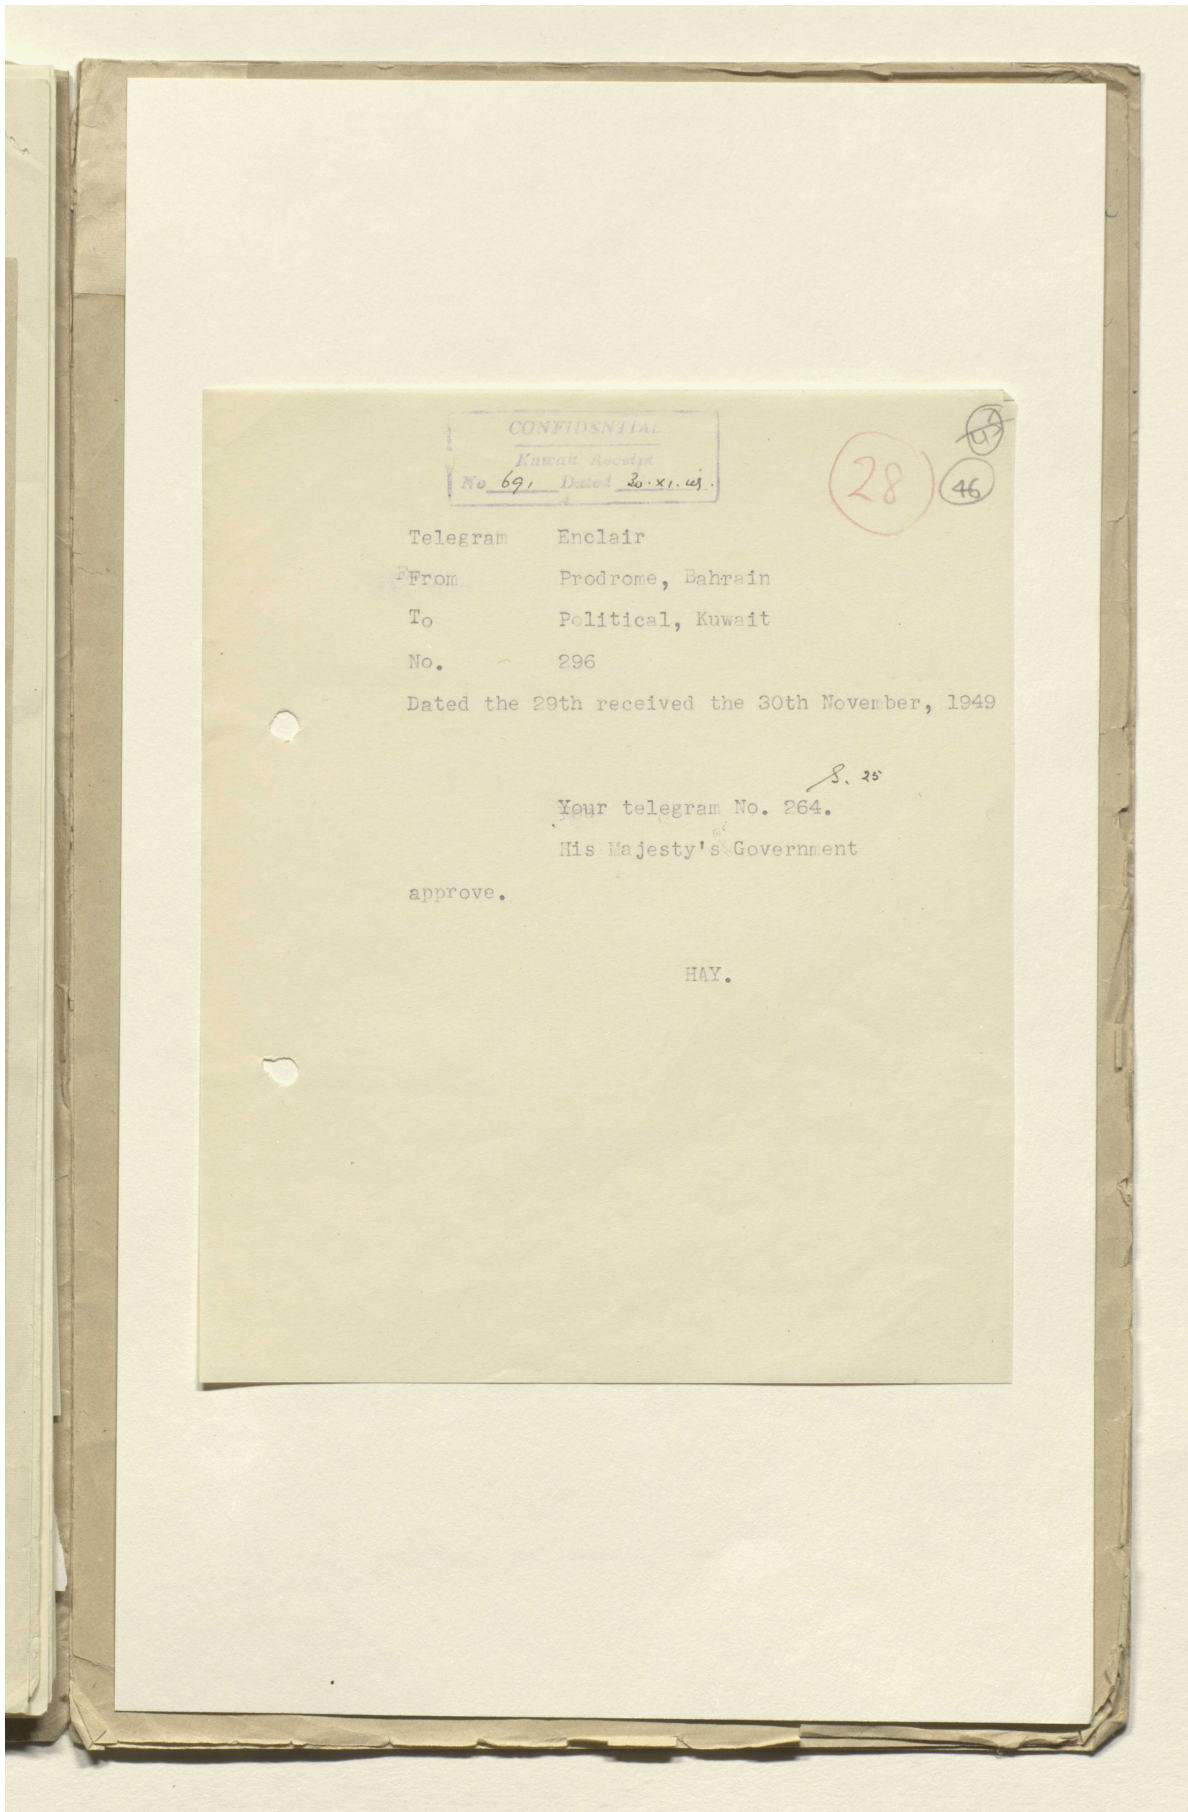 CONFIDENTIAL
Kuwait Receipt
No 691 Dated 30.XI.49.
28
46
Telegram Enclair
FFrom Prodrome, Bahrain
To Political, Kuwait
No. 296
Dated the 29th received the 30th November, 1949
S. 25
Your telegram No. 264.
His Majesty's Government
approve.
HAY.